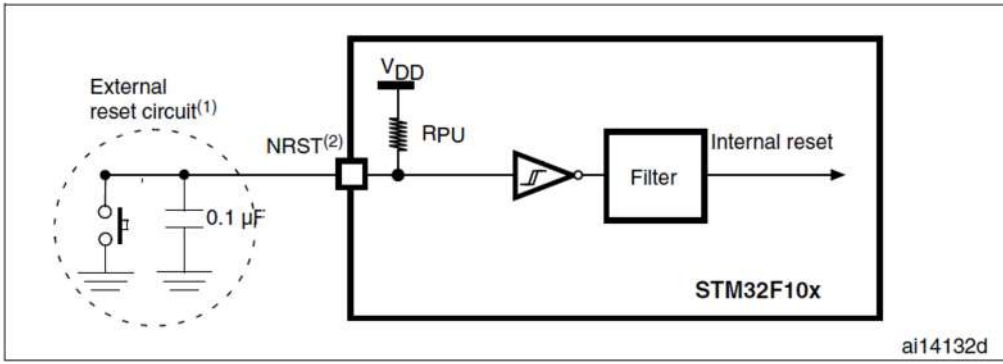 External
reset circuit(1)
VDD
NRST(2)
RPU
Internal reset
Filter
0.1 µF
STM32F10x
ai14132d